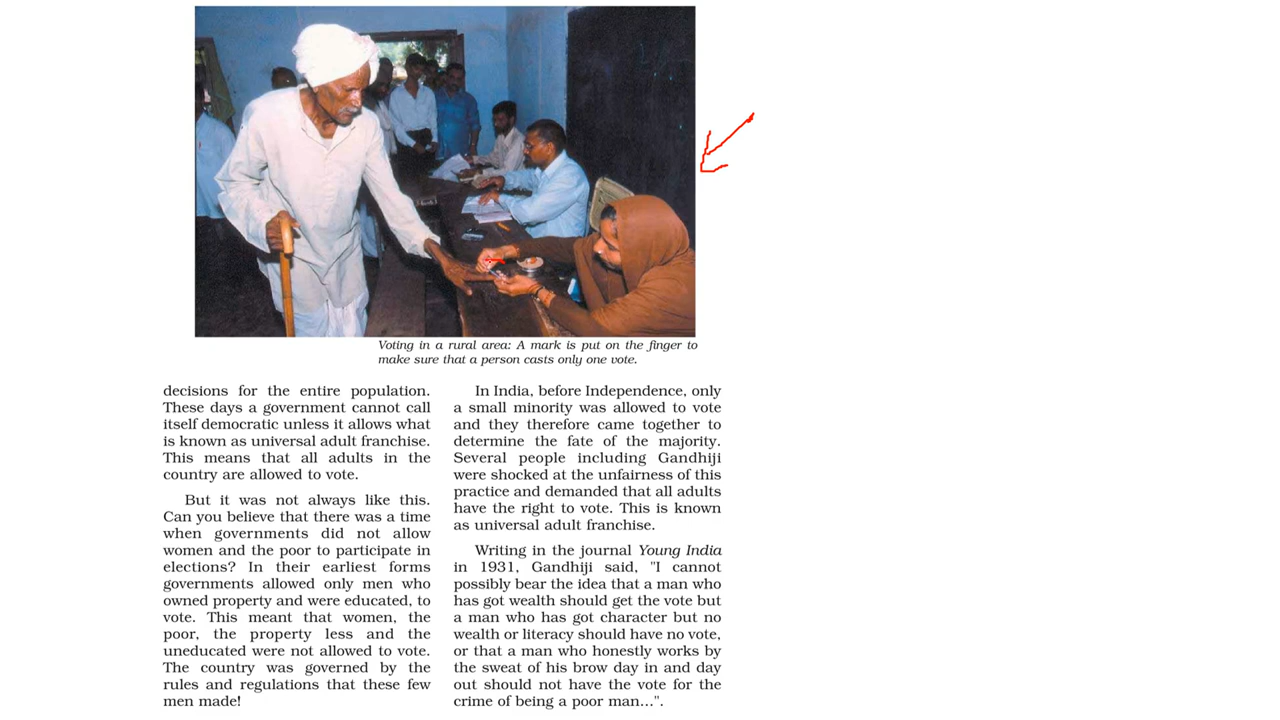 Voting in a rural area: A mark is put on the finger to
make sure that a person casts only one vote.
decisions for the entire population.
These days a government cannot call
itself democratic unless it allows what
is known as universal adult franchise.
This means that all adults in the
country are allowed to vote.
But it was not always like this.
Can you believe that there was a time
when governments did not allow
women and the poor to participate in
elections? In their earliest forms
governments allowed only men who
owned property and were educated, to
vote. This meant that women, the
poor, the property less and the
uneducated were not allowed to vote.
The country was governed by the
rules and regulations that these few
men made!
In India, before Independence, only
a small minority was allowed to vote
and they therefore came together to
determine the fate of the majority.
Several people including Gandhiji
were shocked at the unfairness of this
practice and demanded that all adults
have the right to vote. This is known
as universal adult franchise.
Writing in the journal Young India
in 1931, Gandhiji said, "I cannot
possibly bear the idea that a man who
has got wealth should get the vote but
a man who has got character but no
wealth or literacy should have no vote,
or that a man who honestly works by
the sweat of his brow day in and day
out should not have the vote for the
crime of being a poor man...".